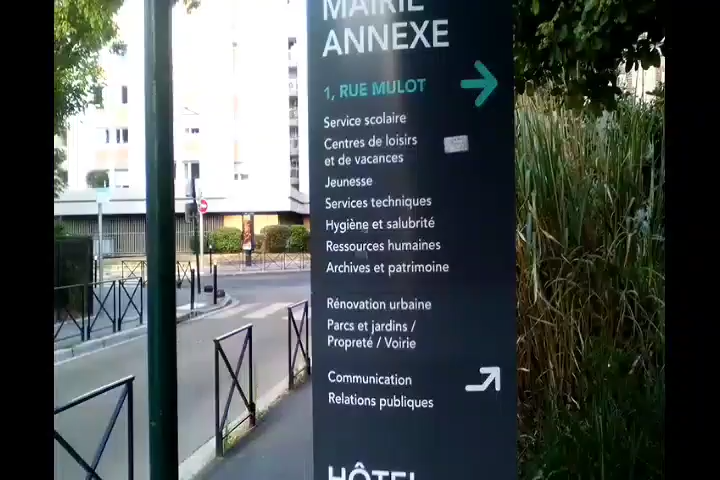 MAIRIE
ANNEXE
1, RUE MULOT
Service scolaire
Centres de loisirs
et de vacances
Jeunesse
Services techniques
Hygiène et salubrité
Ressources humaines
Archives et patrimoine
Rénovation urbaine
Parcs et jardins /
Propreté / Voirie
Communication
Relations publiques
HÔTEL